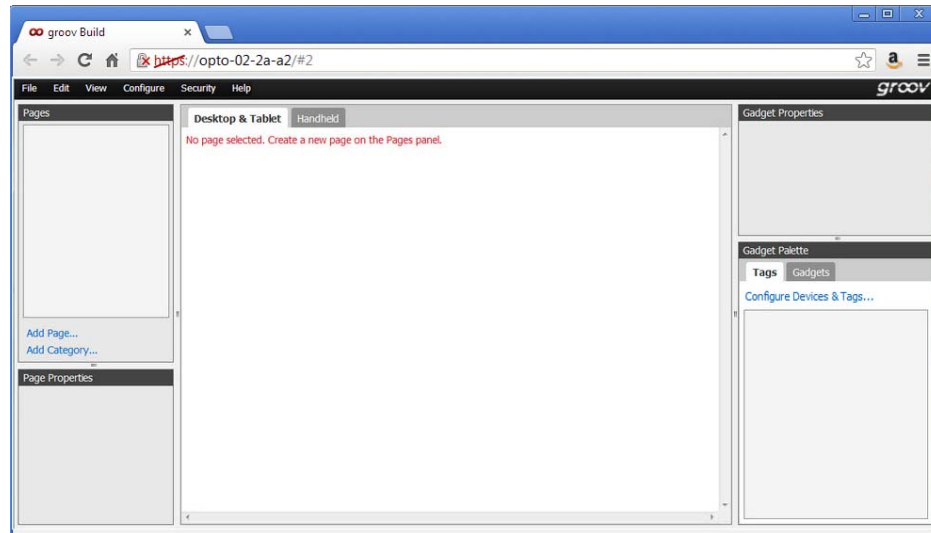 groov Build
https://opto-02-2a-a2/#2
a
File Edit View Configure Security Help
groov
Pages
Add Page...
Add Category...
Page Properties
Desktop & Tablet Handheld
No page selected. Create a new page on the Pages panel.
Gadget Properties
Gadget Palette
Tags Gadgets
Configure Devices & Tags...